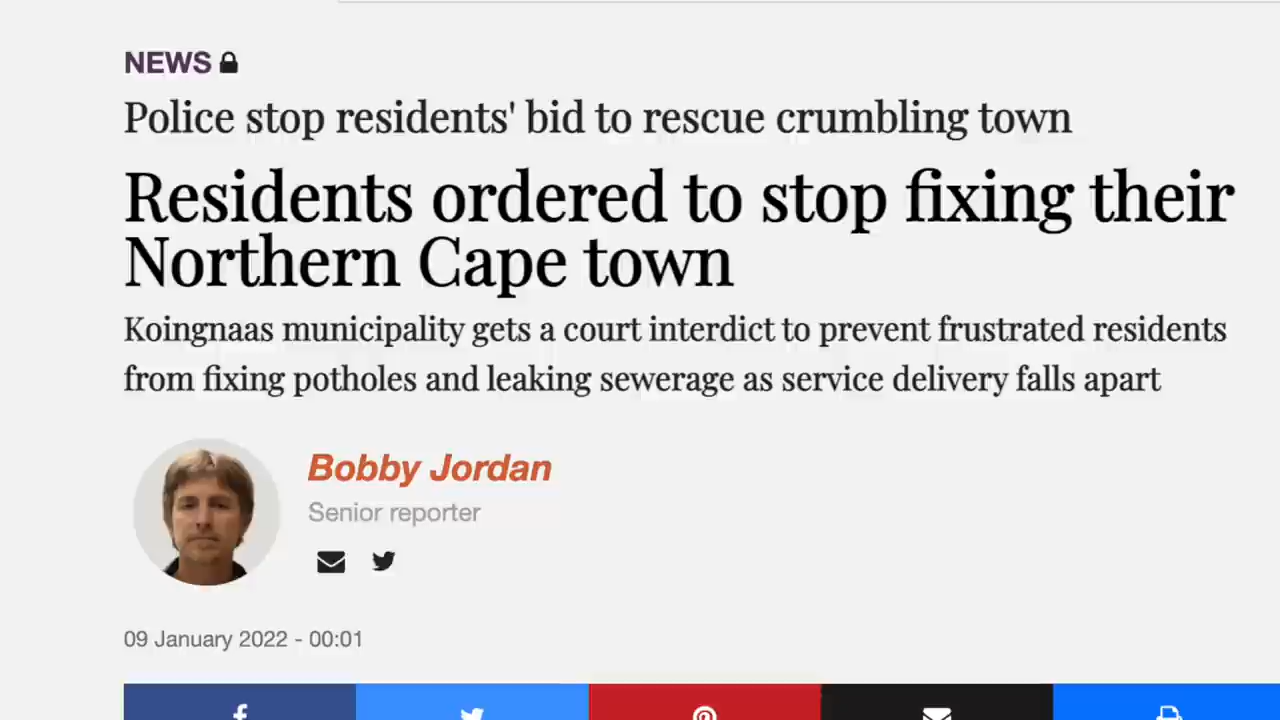 NEWS
Police stop residents' bid to rescue crumbling town
Residents ordered to stop fixing their
Northern Cape town
Koingnaas municipality gets a court interdict to prevent frustrated residents
from fixing potholes and leaking sewerage as service delivery falls apart
Bobby Jordan
Senior reporter
09 January 2022 - 00:01